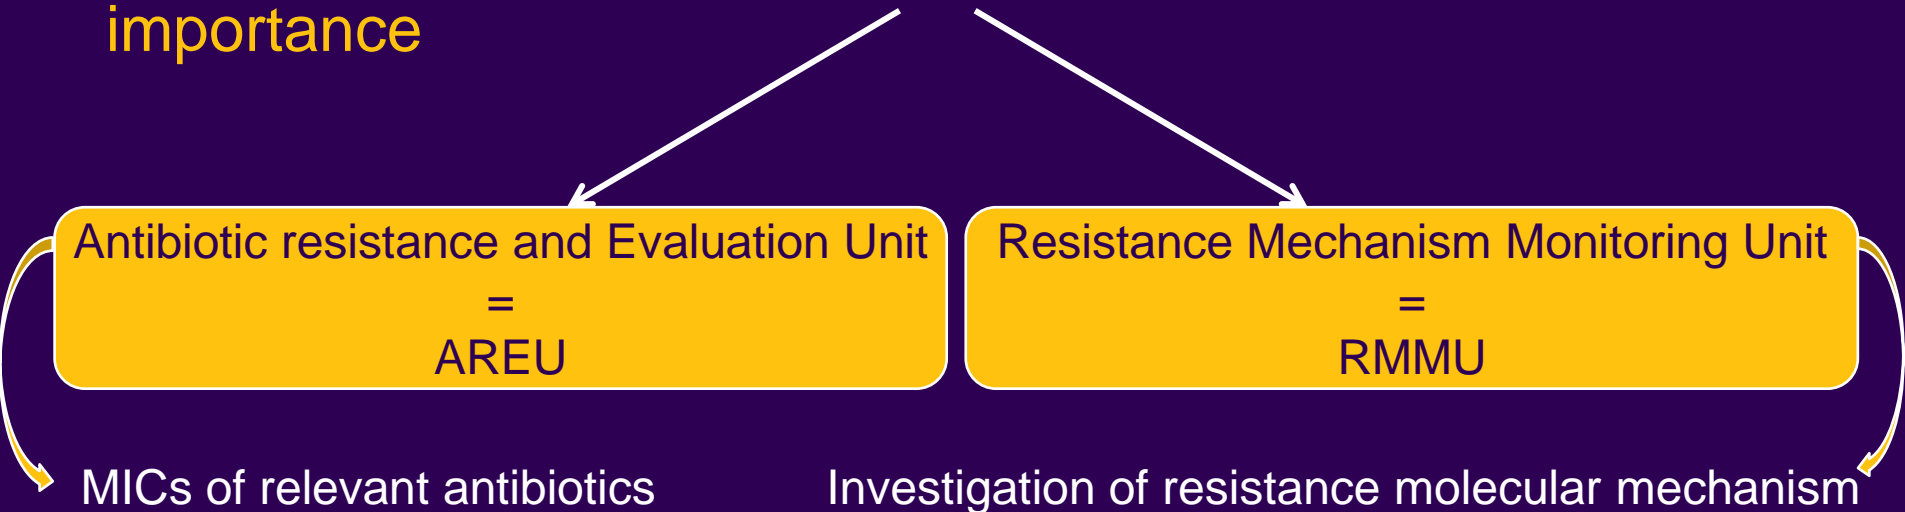 importance
Antibiotic resistance and Evaluation Unit
=
AREU
Resistance Mechanism Monitoring Unit
=
RMMU
MICs of relevant antibiotics
Investigation of resistance molecular mechanism